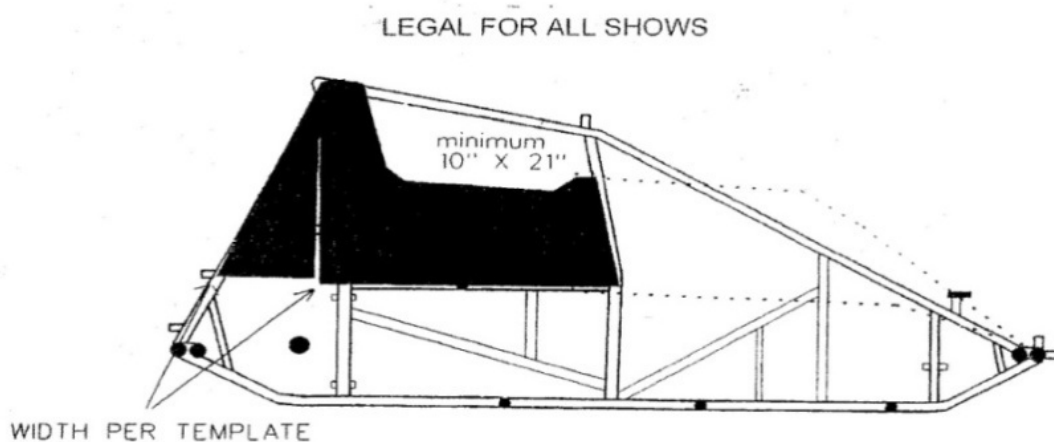 LEGAL FOR ALL SHOWS
minimum
10" X 21"
WIDTH PER TEMPLATE